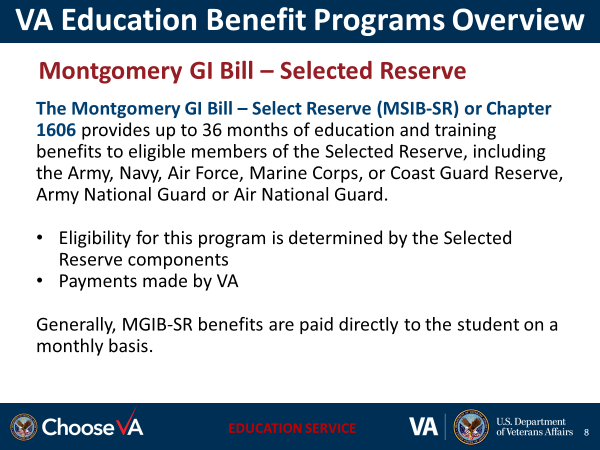 VA Education Benefit Programs Overview
Montgomery GI Bill – Selected Reserve
The Montgomery GI Bill – Select Reserve (MSIB-SR) or Chapter
1606 provides up to 36 months of education and training
benefits to eligible members of the Selected Reserve, including
the Army, Navy, Air Force, Marine Corps, or Coast Guard Reserve,
Army National Guard or Air National Guard.
• Eligibility for this program is determined by the Selected
Reserve components
• Payments made by VA
Generally, MGIB-SR benefits are paid directly to the student on a
monthly basis.
ChooseVA
EDUCATION SERVICE
VA
U.S. Department
of Veterans Affairs
8